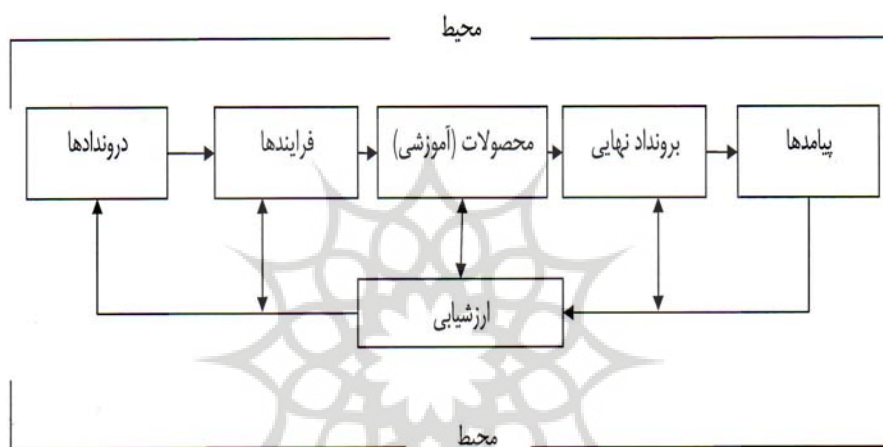 محیط
دروندادها
فرایندها
محصولات (آموزشی)
برونداد نهایی
پیامدها
ارزشیابی
محیط